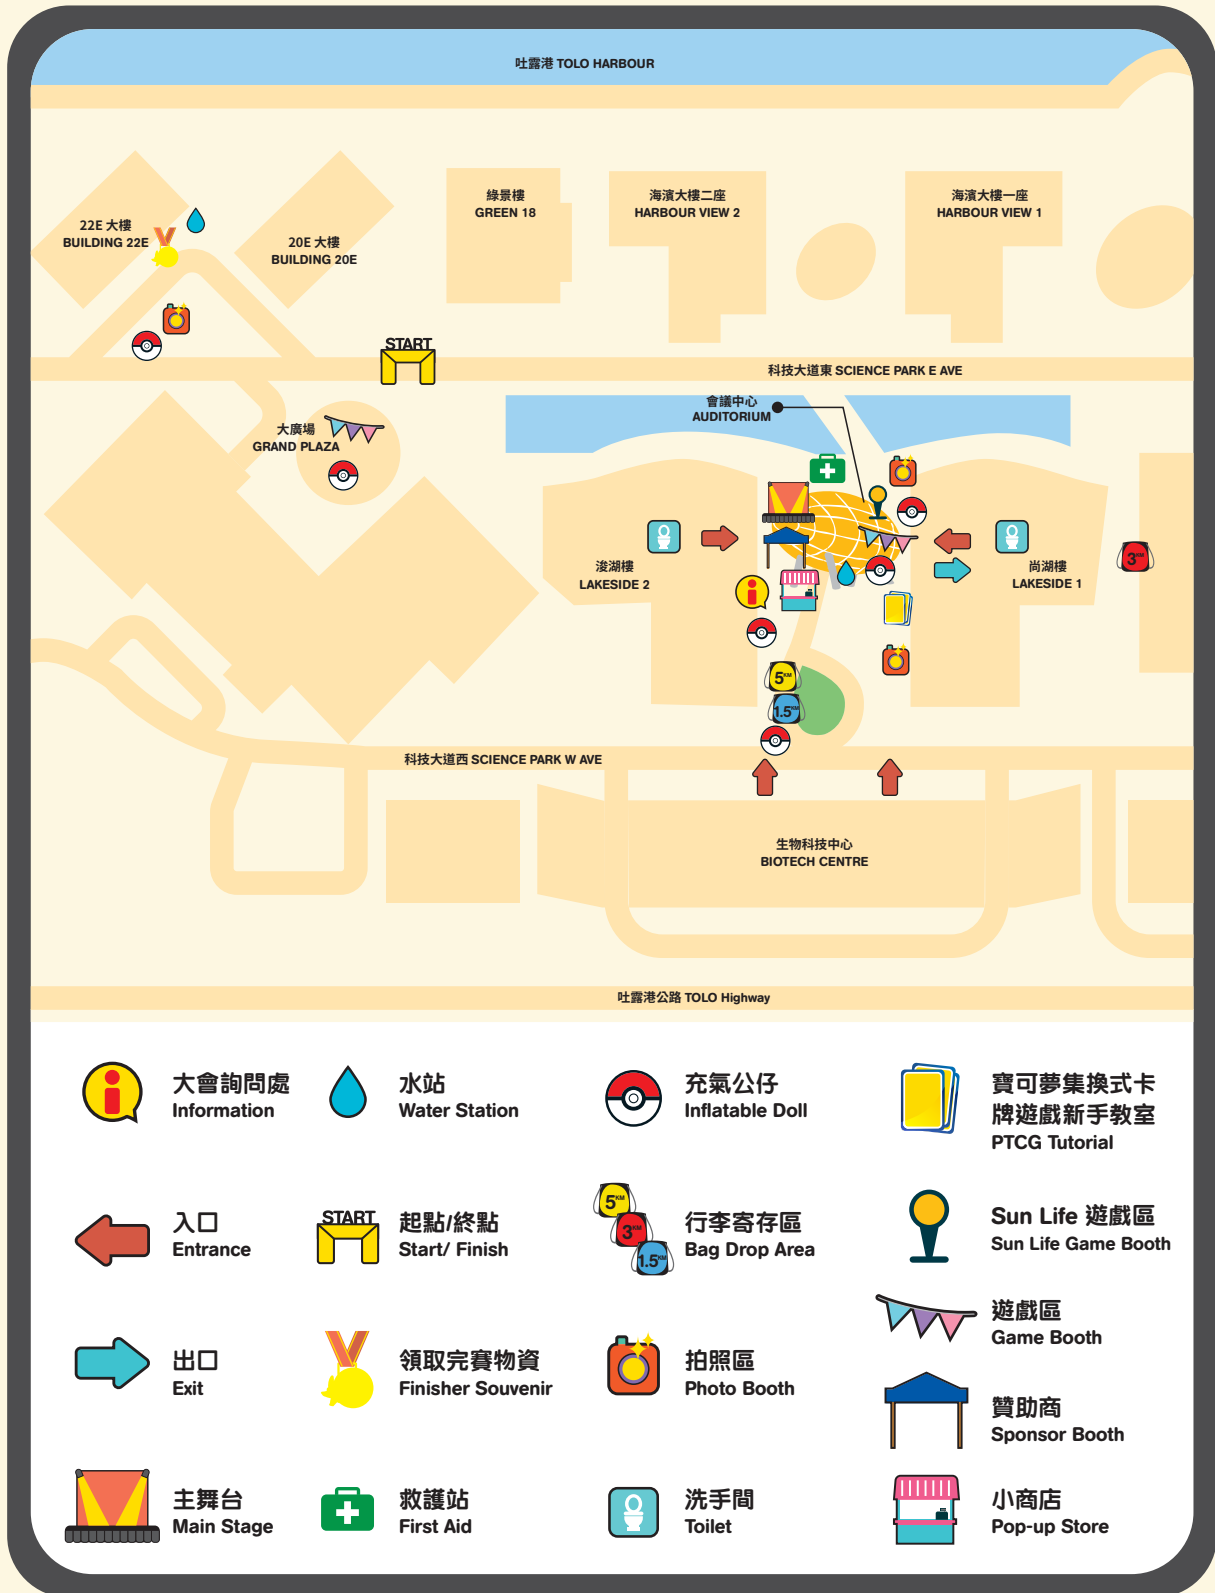 吐露港 TOLO HARBOUR
綠景樓
GREEN 18
海濱大樓二座
HARBOUR VIEW 2
海濱大樓一座
HARBOUR VIEW 1
22E 大樓
BUILDING 22E
20E 大樓
BUILDING 20E
START
科技大道東 SCIENCE PARK E AVE
會議中心
AUDITORIUM
大廣場
GRAND PLAZA
浚湖樓
LAKESIDE 2
尚湖樓
LAKESIDE 1
3KM
5KM
1.5KM
科技大道西 SCIENCE PARK W AVE
生物科技中心
BIOTECH CENTRE
吐露港公路 TOLO Highway
大會詢問處
Information
水站
Water Station
充氣公仔
Inflatable Doll
寶可夢集換式卡
牌遊戲新手教室
PTCG Tutorial
入口
Entrance
START
起點/終點
Start/ Finish
5KM
3KM
1.5KM
行李寄存區
Bag Drop Area
Sun Life 遊戲區
Sun Life Game Booth
出口
Exit
領取完賽物資
Finisher Souvenir
拍照區
Photo Booth
遊戲區
Game Booth
贊助商
Sponsor Booth
主舞台
Main Stage
救護站
First Aid
洗手間
Toilet
小商店
Pop-up Store